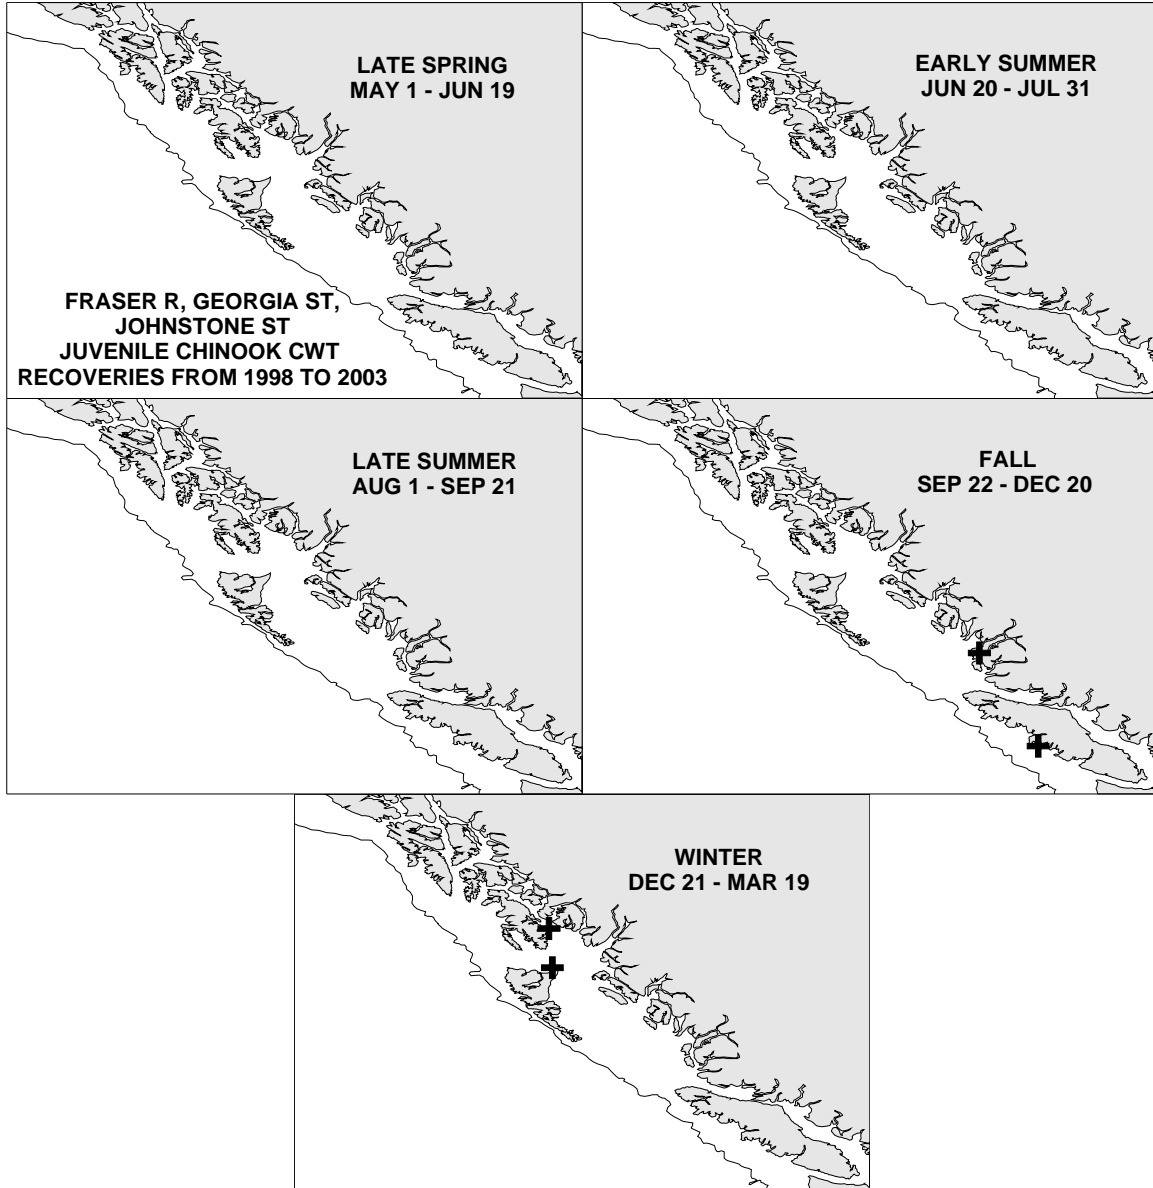 LATE SPRING
MAY 1 - JUN 19
FRASER R, GEORGIA ST,
JOHNSTONE ST
JUVENILE CHINOOK CWT
RECOVERIES FROM 1998 TO 2003
EARLY SUMMER
JUN 20 - JUL 31
LATE SUMMER
AUG 1 - SEP 21
FALL
SEP 22 - DEC 20
WINTER
DEC 21 - MAR 19